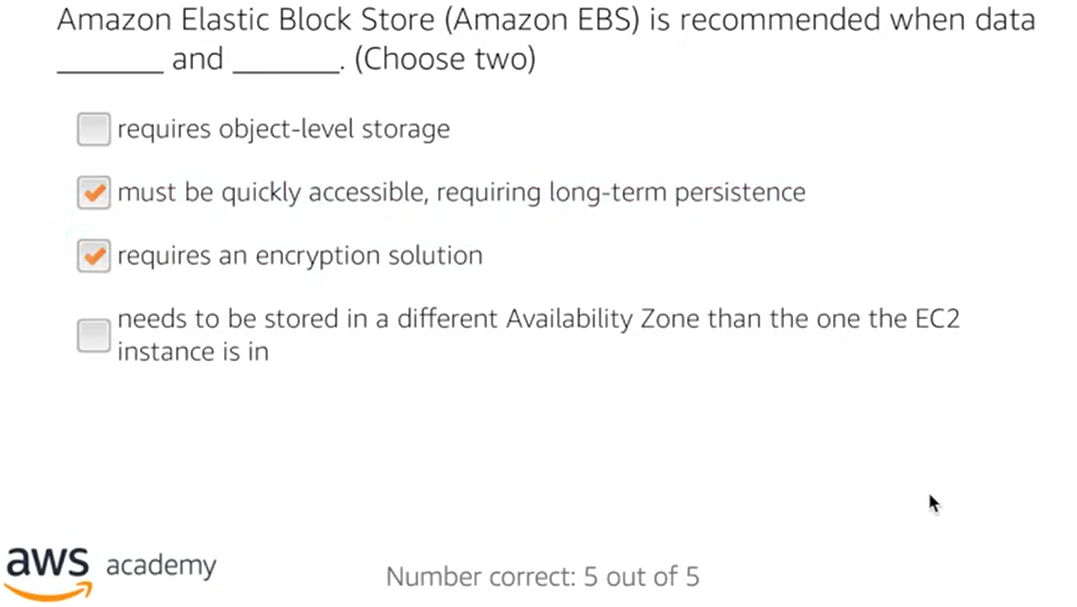 Amazon Elastic Block Store (Amazon EBS) is recommended when data
_______ and _______. (Choose two)
requires object-level storage
must be quickly accessible, requiring long-term persistence
requires an encryption solution
needs to be stored in a different Availability Zone than the one the EC2
instance is in
aws academy
Number correct: 5 out of 5